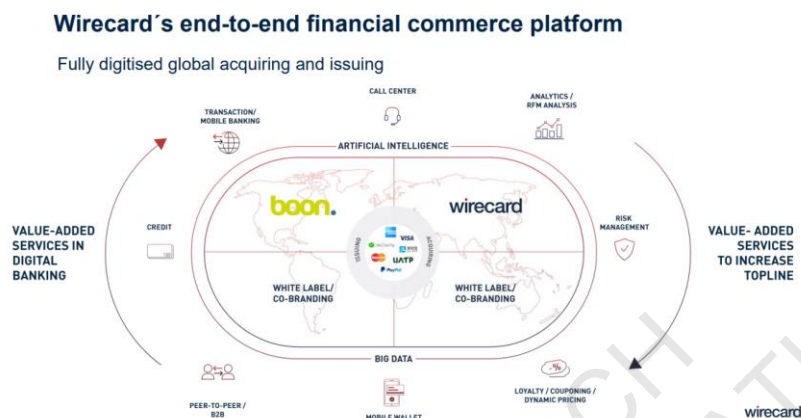 Wirecard´s end-to-end financial commerce platform
Fully digitised global acquiring and issuing
CALL CENTER
TRANSACTION/
MOBILE BANKING
ANALYTICS /
RFM ANALYSIS
ARTIFICIAL INTELLIGENCE
boon.
wirecard
VALUE-ADDED
SERVICES IN
DIGITAL
BANKING
CREDIT
ISSUING
VISA
UATP
PayPal
ACQUIRING
RISK
MANAGEMENT
VALUE- ADDED
SERVICES
TO INCREASE
TOPLINE
WHITE LABEL/
CO-BRANDING
WHITE LABEL/
CO-BRANDING
BIG DATA
PEER-TO-PEER /
B2B
MOBILE WALLET
LOYALTY / COUPONING /
DYNAMIC PRICING
wirecard